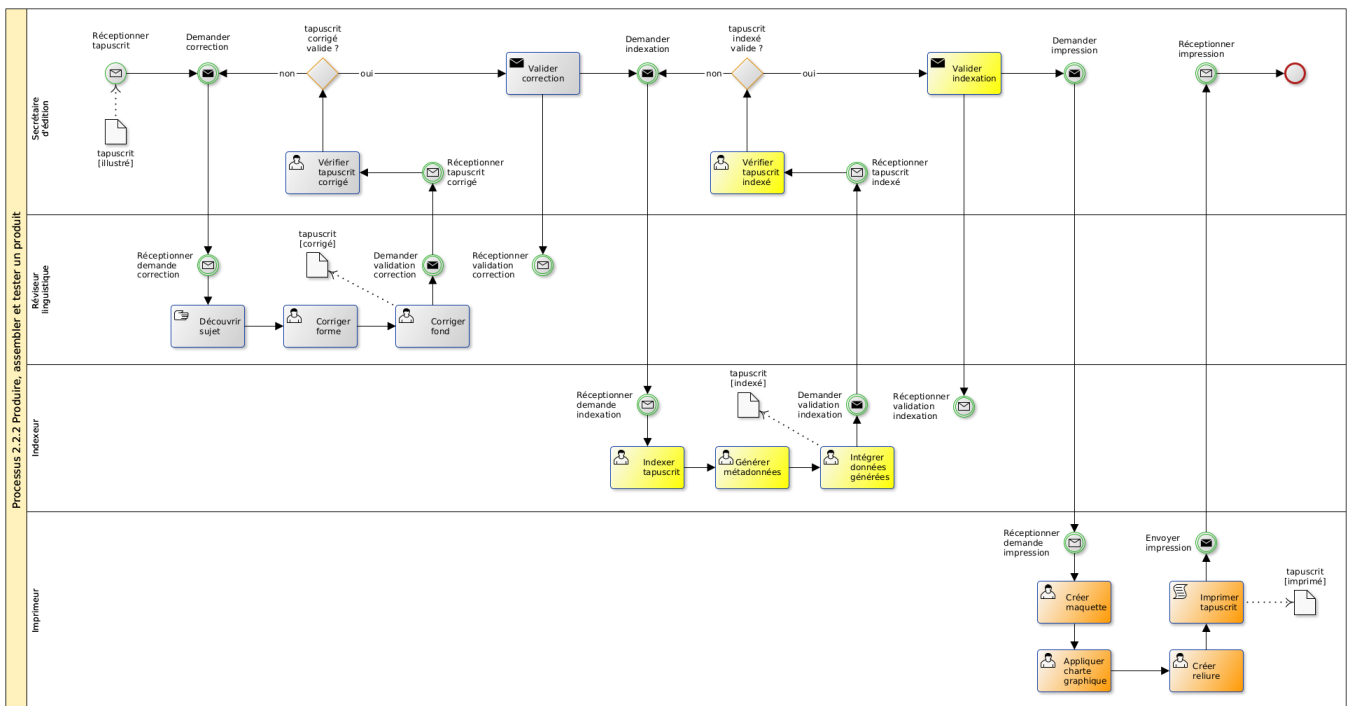 Processus 2.2.2 Produire, assembler et tester un produit
Secrétaire
d'édition
Réceptionner
tapuscrit
tapuscrit
[illustré]
Demander
correction
non
tapuscrit
corrigé
valide ?
oui
Vérifier
tapuscrit
corrigé
Réceptionner
tapuscrit
corrigé
Valider
correction
Demander
indexation
non
tapuscrit
indexé
valide ?
oui
Vérifier
tapuscrit
indexé
Réceptionner
tapuscrit
indexé
Valider
indexation
Demander
impression
Réceptionner
impression
Réviseur
linguistique
Réceptionner
demande
correction
tapuscrit
[corrigé]
Demander
validation
correction
Réceptionner
validation
correction
Découvrir
sujet
Corriger
forme
Corriger
fond
Indexeur
Réceptionner
demande
indexation
tapuscrit
[indexé]
Demander
validation
indexation
Réceptionner
validation
indexation
Indexer
tapuscrit
Générer
métadonnées
Intégrer
données
générées
Imprimeur
Réceptionner
demande
impression
Envoyer
impression
tapuscrit
[imprimé]
Créer
maquette
Imprimer
tapuscrit
Appliquer
charte
graphique
Créer
reliure